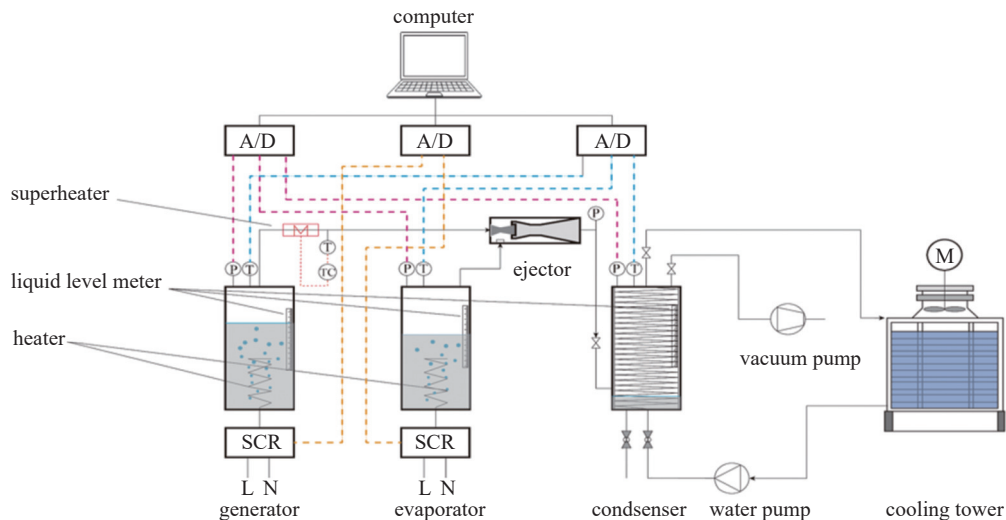 computer
A/D
A/D
A/D
superheater
P
T
TC
liquid level meter
P
T
P
T
P
P
T
ejector
M
heater
vacuum pump
SCR
SCR
L N
L N
generator
evaporator
condsenser
water pump
cooling tower